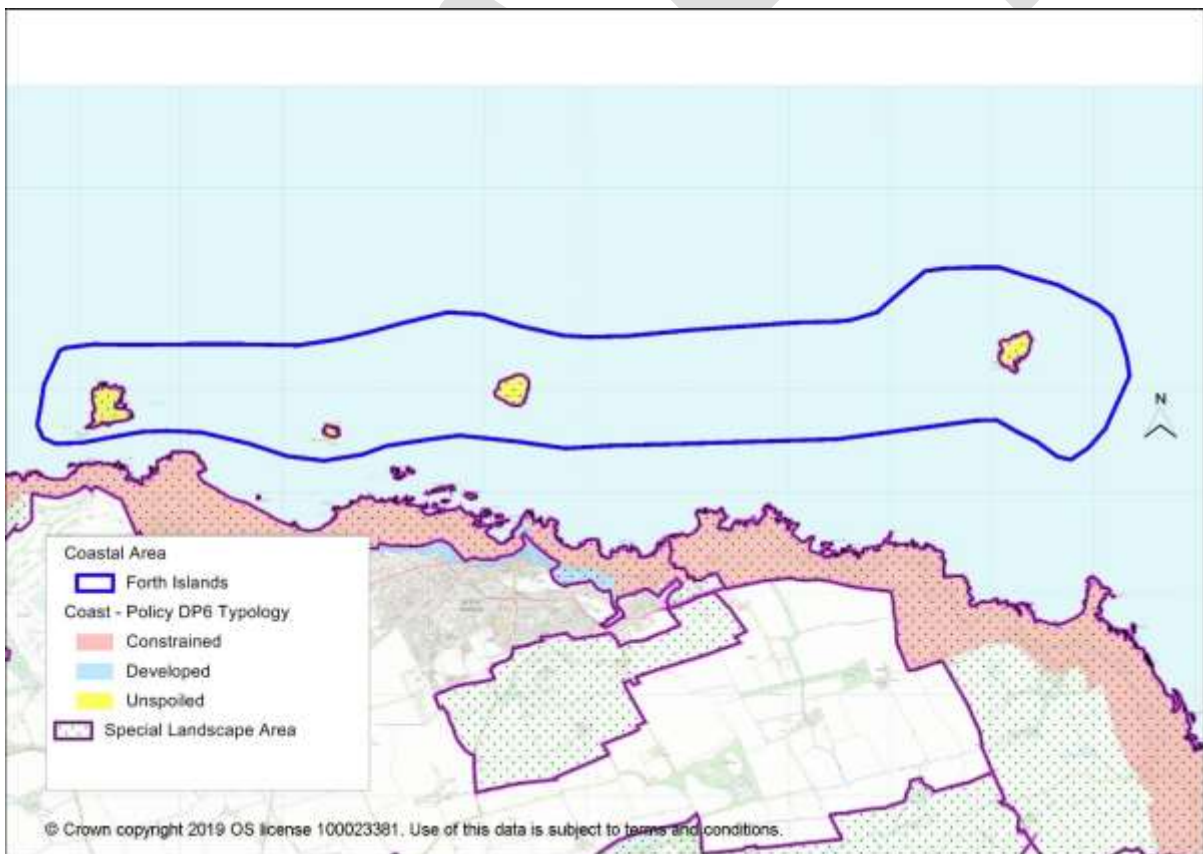 N
Coastal Area
Forth Islands
Coast - Policy DP6 Typology
Constrained
Developed
Unspoiled
Special Landscape Area
© Crown copyright 2019 OS license 100023381. Use of this data is subject to terms and conditions.